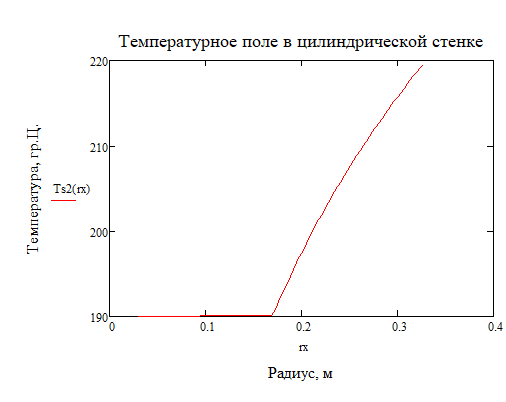 Температурное поле в цилиндрической стенке
220
210
200
190
Температура, гр.Ц.
Ts2(rx)
0
0.1
0.2
0.3
0.4
rx
Радиус, м